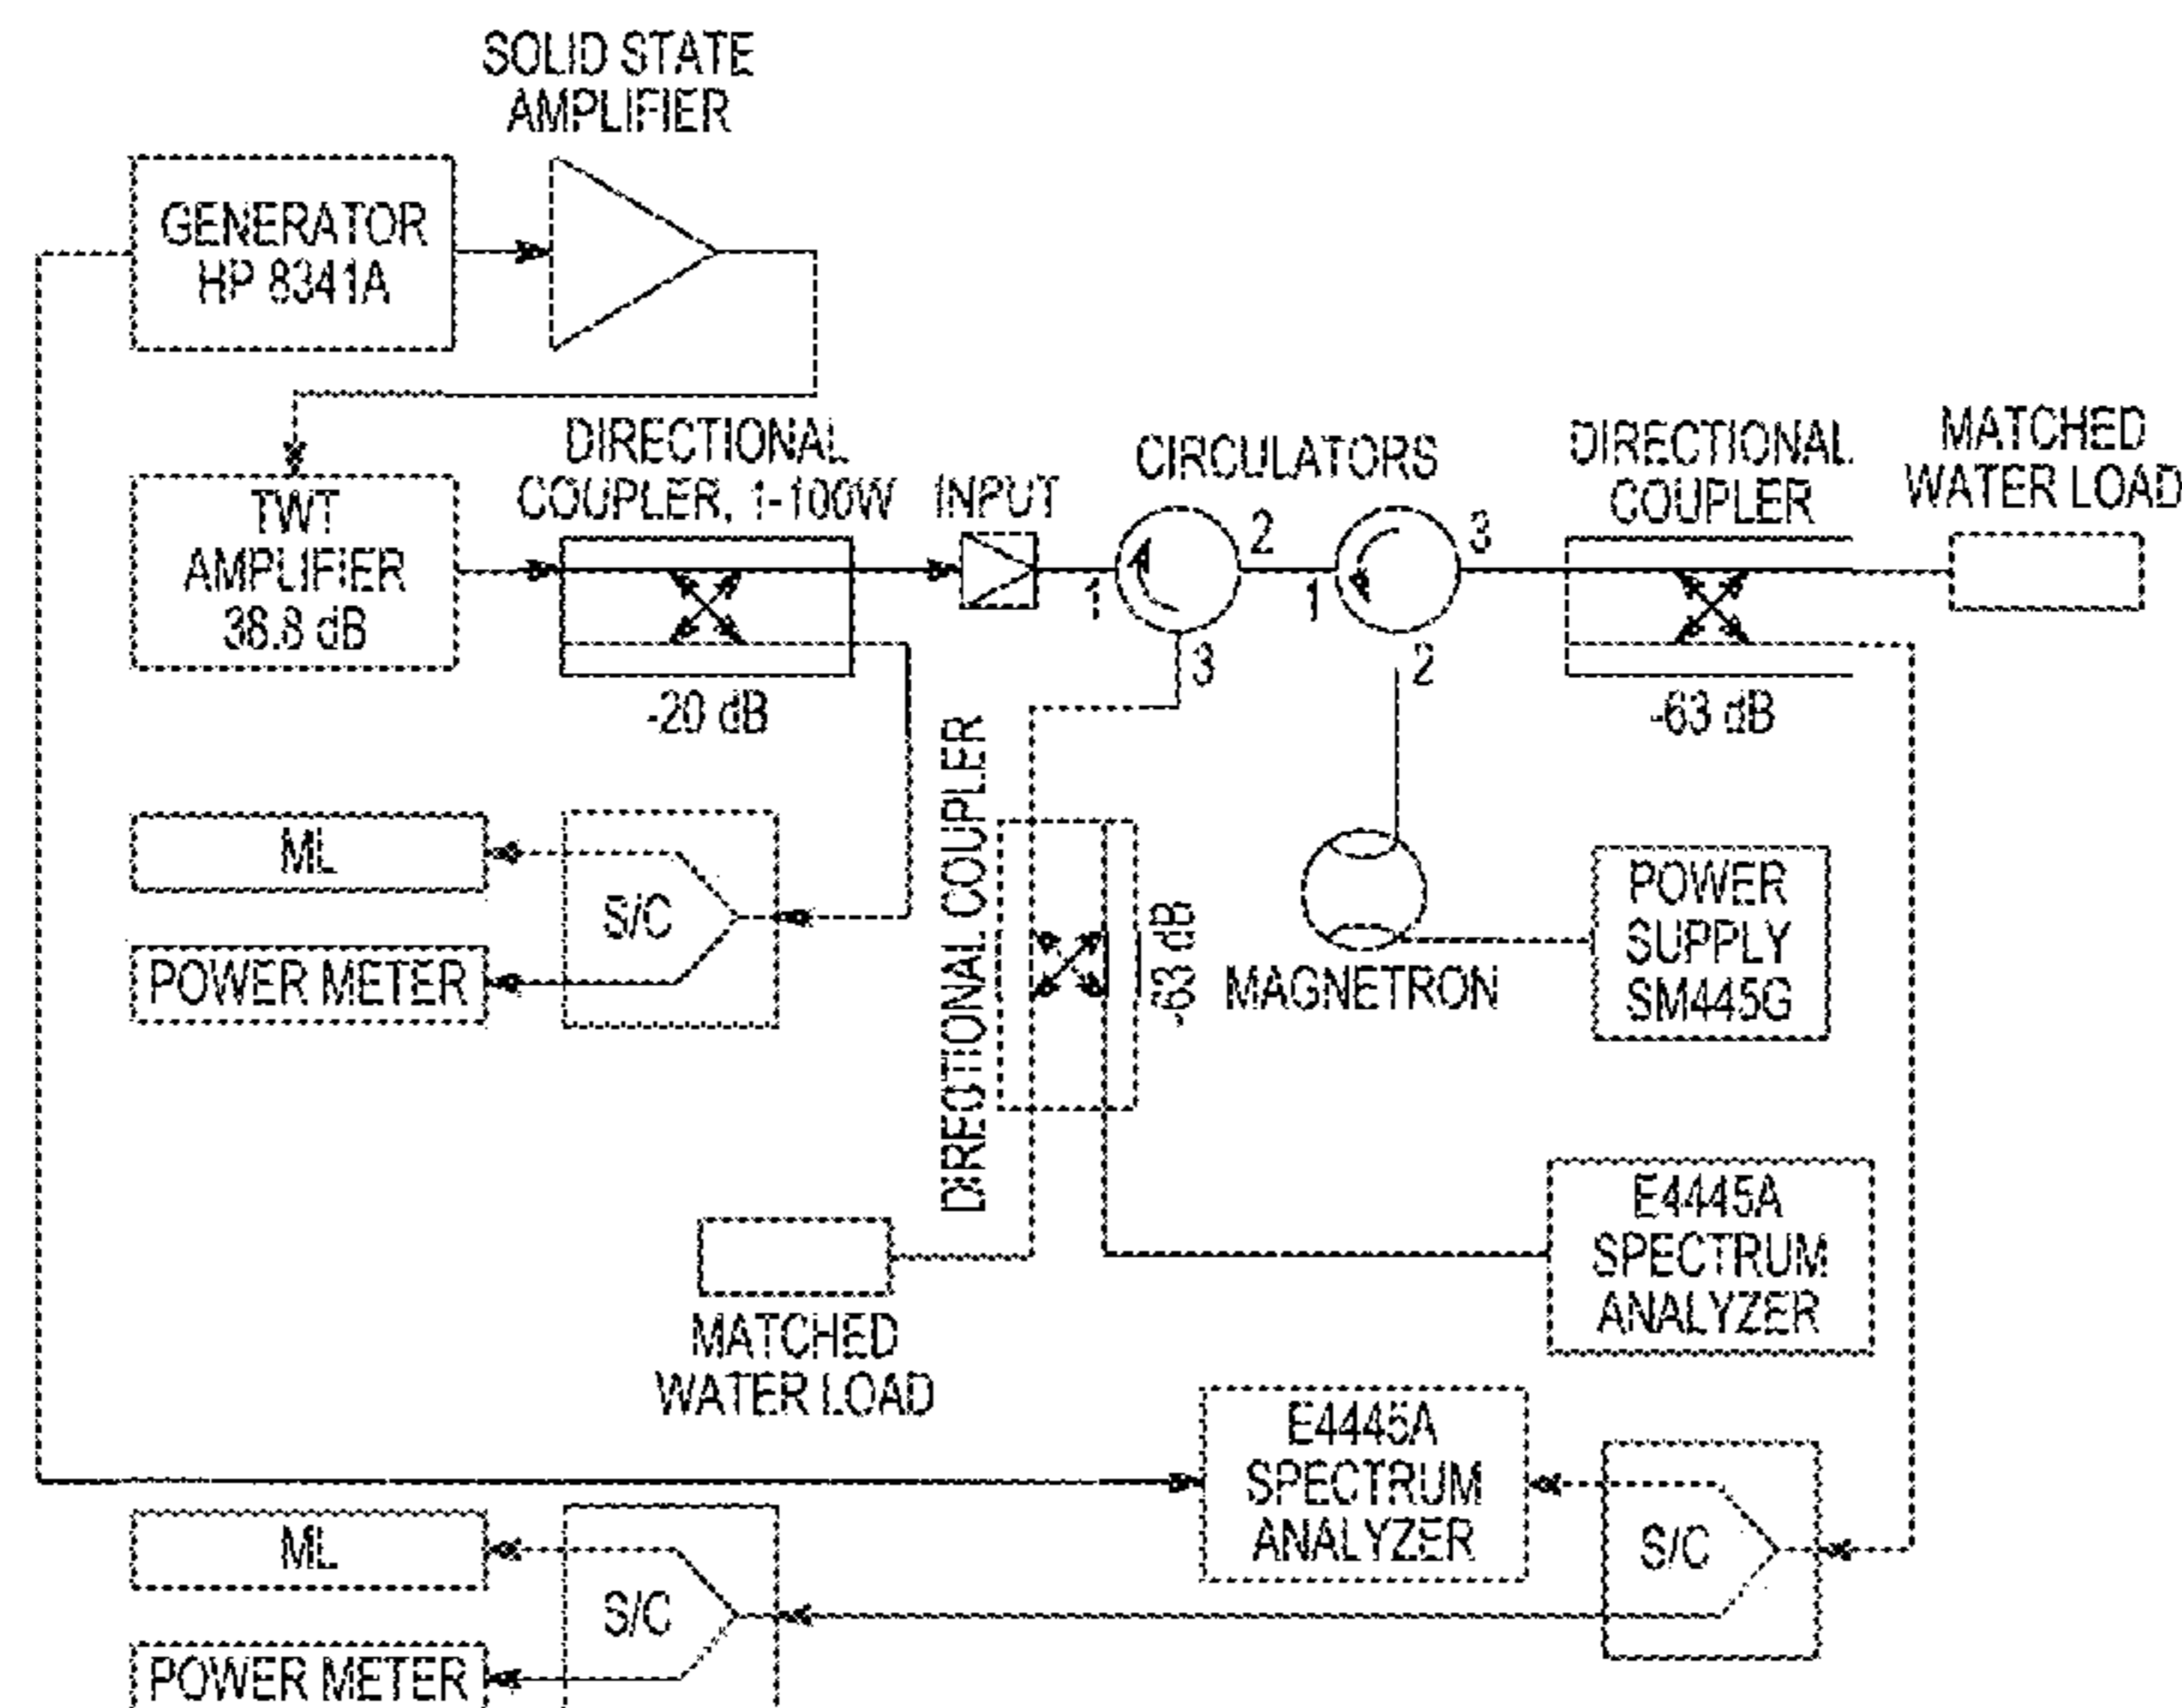 SOLID STATE
AMPLIFIER
GENERATOR
HP 8341A
TWT
AMPLIFIER
38.8 dB
DIRECTIONAL
COUPLER, 1-100W
-20 dB
INPUT
CIRCULATORS
1
2
3
1
3
2
DIRECTIONAL
COUPLER
-63 dB
MATCHED
WATER LOAD
ML
POWER METER
S/C
DIRECTIONAL COUPLER
-63 dB
MAGNETRON
POWER
SUPPLY
SM445G
MATCHED
WATER LOAD
E4445A
SPECTRUM
ANALYZER
E4445A
SPECTRUM
ANALYZER
S/C
ML
POWER METER
S/C